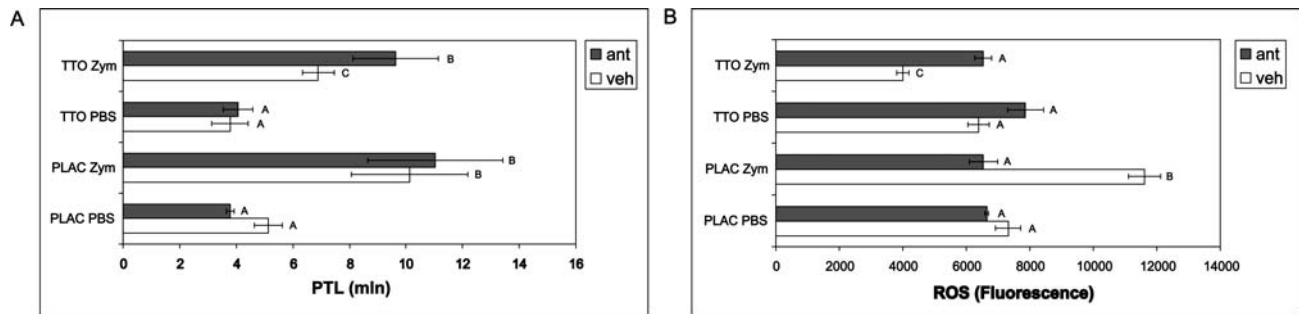 A
TTO Zym
B
C
TTO PBS
A
A
PLAC Zym
B
B
PLAC PBS
A
A
0 2 4 6 8 10 12 14 16
PTL (min)
ant
veh
B
TTO Zym
A
C
TTO PBS
A
A
PLAC Zym
A
B
PLAC PBS
A
A
0 2000 4000 6000 8000 10000 12000 14000
ROS (Fluorescence)
ant
veh